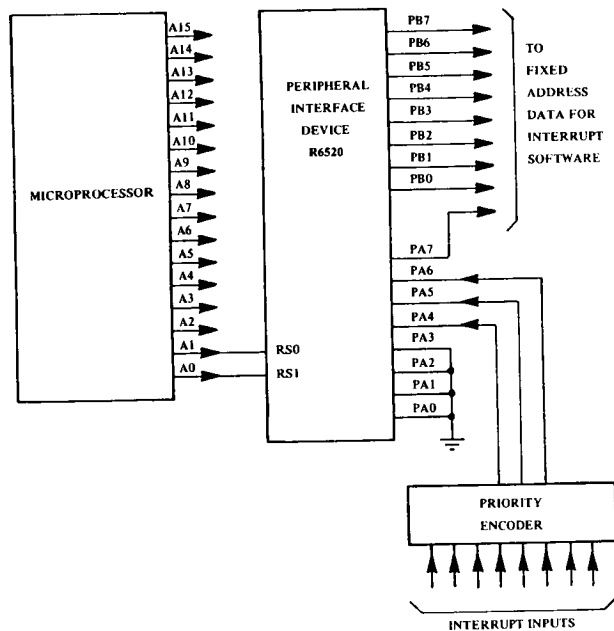 A15
A14
A13
A12
A11
A10
A9
A8
A7
A6
A5
A4
A3
A2
A1
A0
MICROPROCESSOR
PERIPHERAL
INTERFACE
DEVICE
R6520
RS0
RS1
PB7
PB6
PB5
PB4
PB3
PB2
PB1
PB0
PA7
PA6
PA5
PA4
PA3
PA2
PA1
PA0
TO
FIXED
ADDRESS
DATA FOR
INTERRUPT
SOFTWARE
PRIORITY
ENCODER
INTERRUPT INPUTS